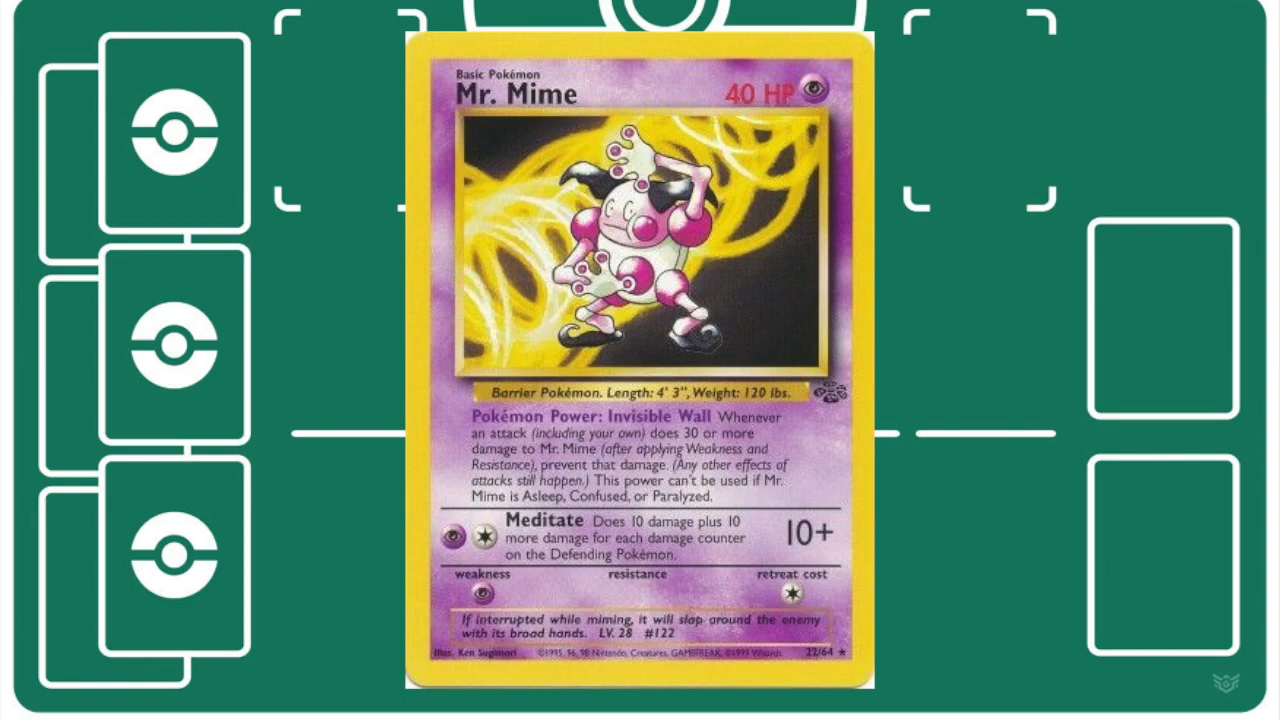 Basic Pokémon
Mr. Mime
40 HP
Barrier Pokémon. Length: 4' 3", Weight: 120 lbs.
Pokémon Power: Invisible Wall Whenever
an attack (including your own) does 30 or more
damage to Mr. Mime (after applying Weakness and
Resistance), prevent that damage. (Any other effects of
attacks still happen.) This power can't be used if Mr.
Mime is Asleep, Confused, or Paralyzed.
Meditate Does 10 damage plus 10
more damage for each damage counter
on the Defending Pokémon.
10+
weakness resistance retreat cost
If interrupted while miming, it will slap around the enemy
with its broad hands. LV. 28 #122
Illus. Ken Sugimori ©1995, 96, 98 Nintendo, Creatures, GAMEFREAK. ©1999 Wizards. 22/64 ★